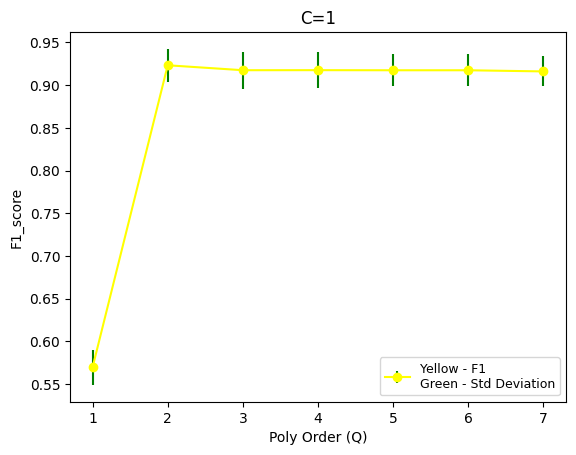 C=1
F1_score
0.95
0.90
0.85
0.80
0.75
0.70
0.65
0.60
0.55
Yellow - F1
Green - Std Deviation
1 2 3 4 5 6 7
Poly Order (Q)